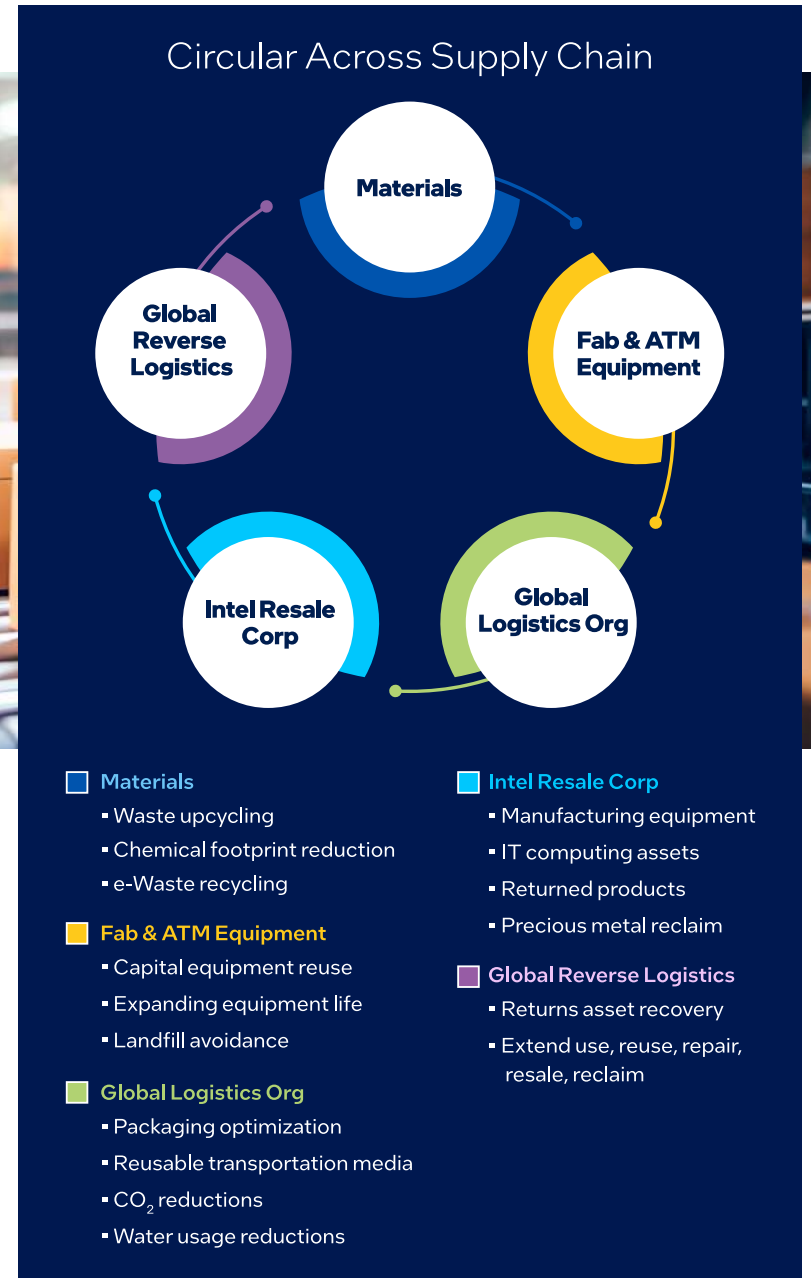 Circular Across Supply Chain
Materials
Fab & ATM
Equipment
Global
Logistics Org
Intel Resale
Corp
Global
Reverse
Logistics
Materials
▪ Waste upcycling
▪ Chemical footprint reduction
▪ e-Waste recycling
Fab & ATM Equipment
▪ Capital equipment reuse
▪ Expanding equipment life
▪ Landfill avoidance
Global Logistics Org
▪ Packaging optimization
▪ Reusable transportation media
▪ CO₂ reductions
▪ Water usage reductions
Intel Resale Corp
▪ Manufacturing equipment
▪ IT computing assets
▪ Returned products
▪ Precious metal reclaim
Global Reverse Logistics
▪ Returns asset recovery
▪ Extend use, reuse, repair,
resale, reclaim